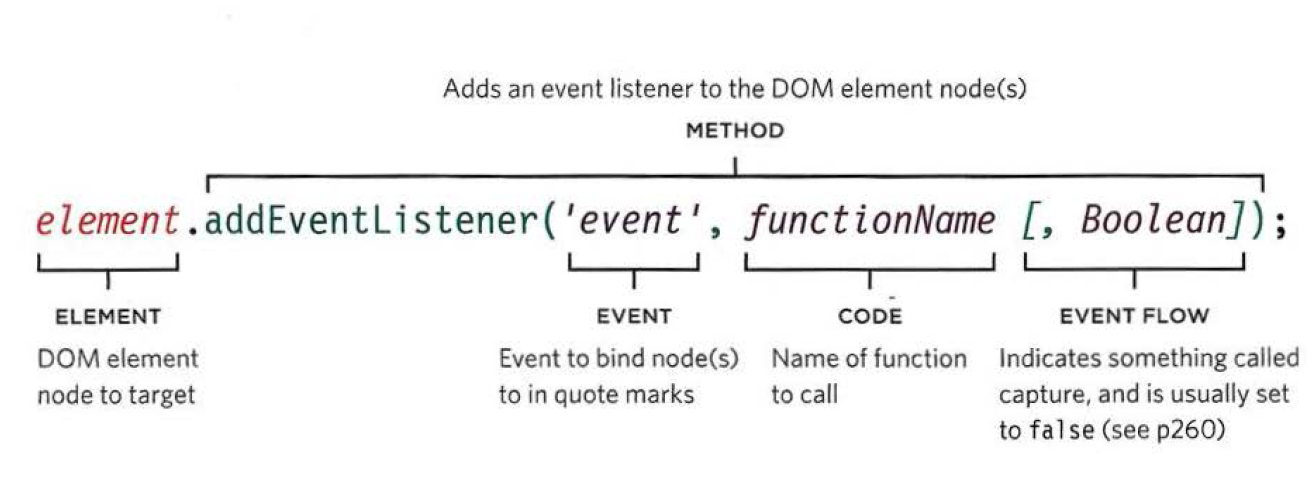 Adds an event listener to the DOM element node(s)
METHOD
element.addEventListener('event', functionName [, Boolean]);
ELEMENT
DOM element
node to target
EVENT
Event to bind node(s)
to in quote marks
CODE
Name of function
to call
EVENT FLOW
Indicates something called
capture, and is usually set
to false (see p260)